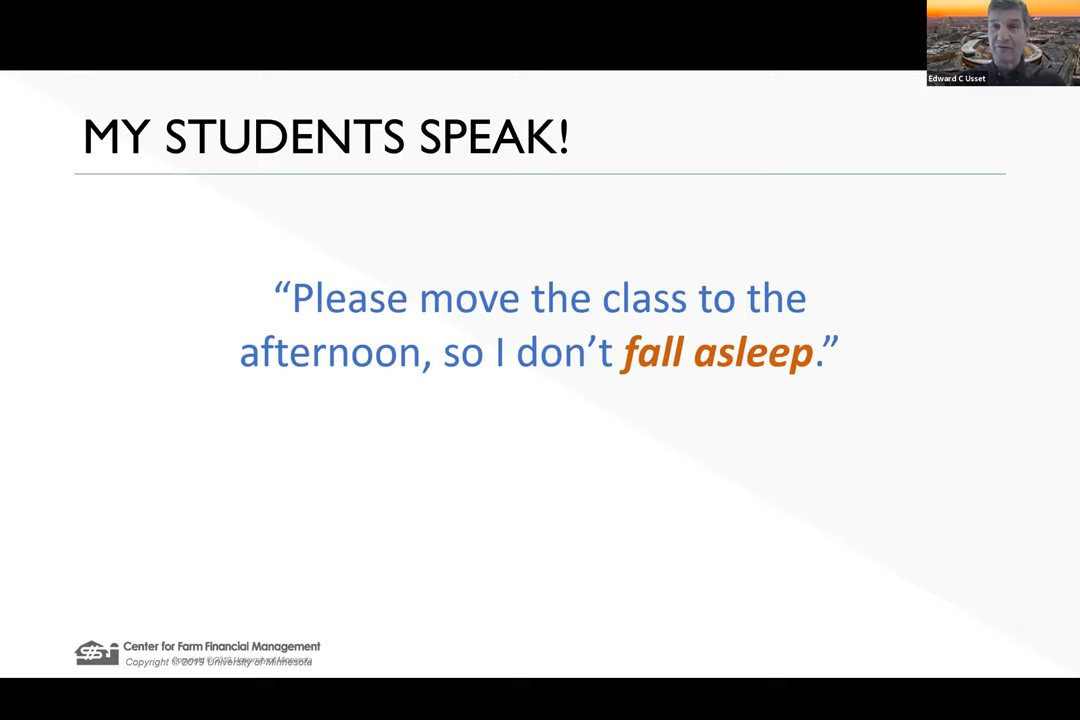 Edward C Usset
MY STUDENTS SPEAK!
“Please move the class to the
afternoon, so I don’t fall asleep.”
Center for Farm Financial Management
Copyright © 2019 University of Minnesota